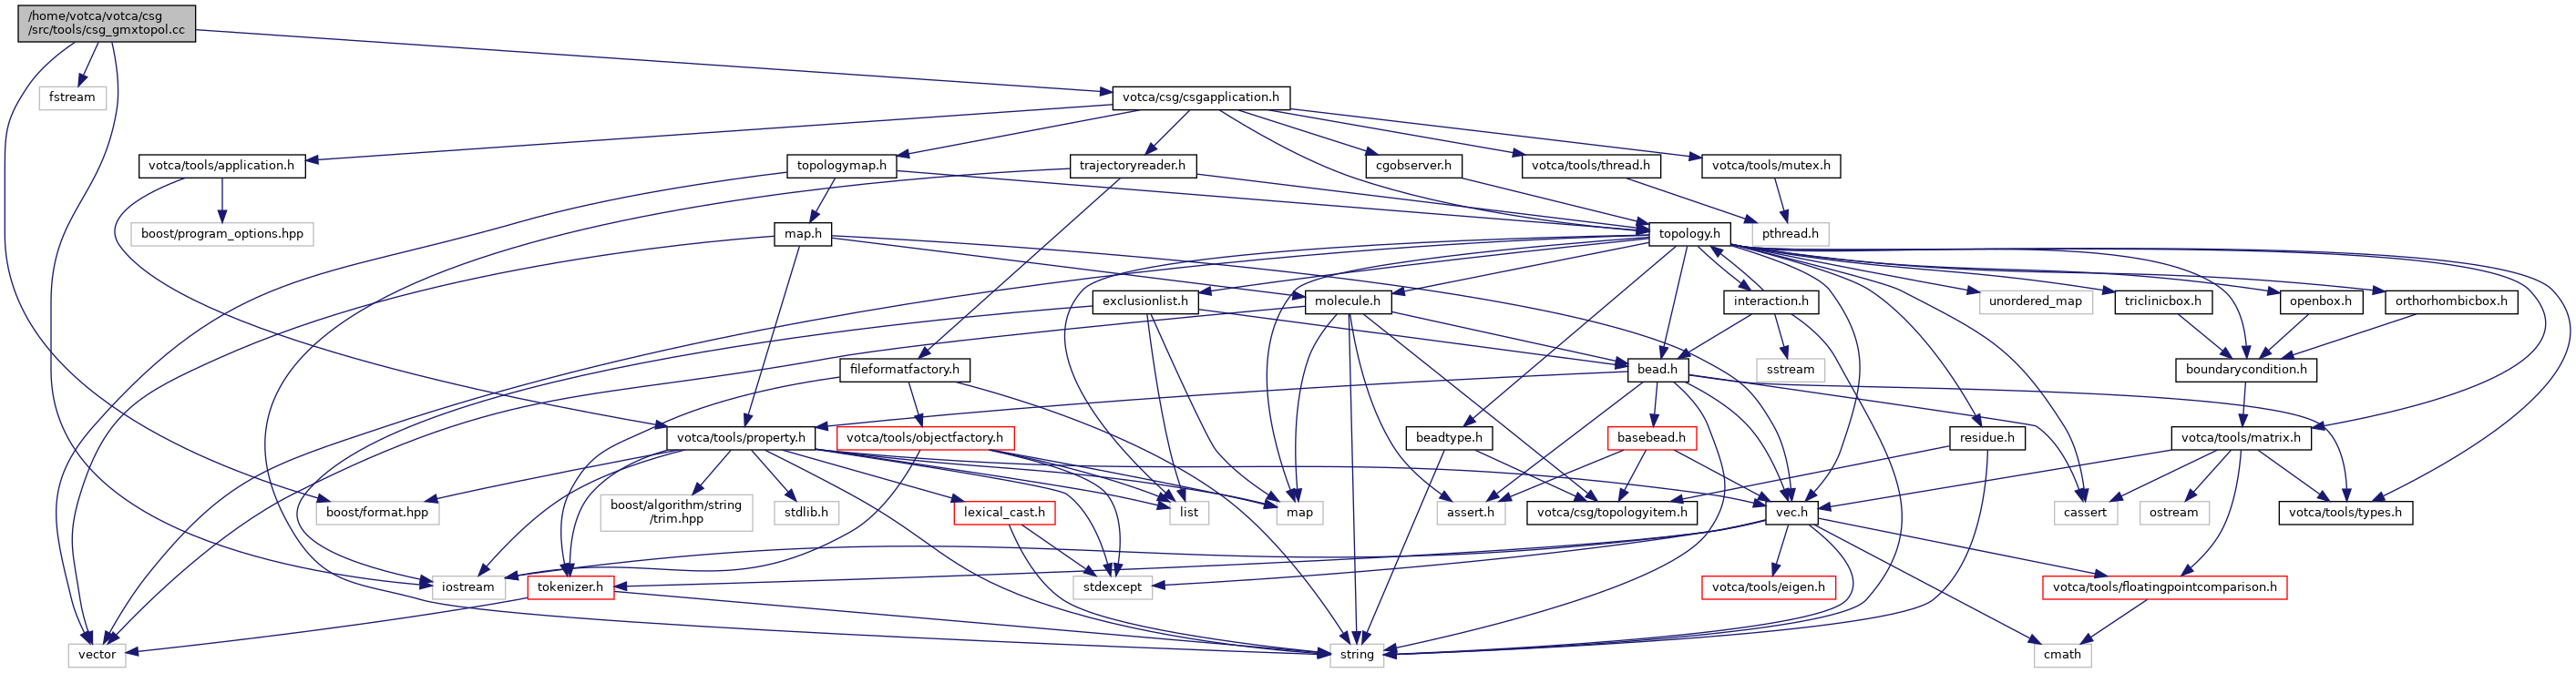 /home/votca/votca/csg
/src/tools/csg_gmxtopol.cc
fstream
votca/csg/csgapplication.h
votca/tools/application.h
topologymap.h
trajectoryreader.h
cgobserver.h
votca/tools/thread.h
votca/tools/mutex.h
boost/program_options.hpp
map.h
topology.h
pthread.h
exclusionlist.h
molecule.h
interaction.h
unordered_map
triclinicbox.h
openbox.h
orthorhombicbox.h
fileformatfactory.h
bead.h
sstream
boundarycondition.h
votca/tools/property.h
votca/tools/objectfactory.h
beadtype.h
basebead.h
residue.h
votca/tools/matrix.h
boost/format.hpp
boost/algorithm/string
/trim.hpp
stdlib.h
lexical_cast.h
list
map
assert.h
votca/csg/topologyitem.h
vec.h
cassert
ostream
votca/tools/types.h
iostream
tokenizer.h
stdexcept
votca/tools/eigen.h
votca/tools/floatingpointcomparison.h
vector
string
cmath